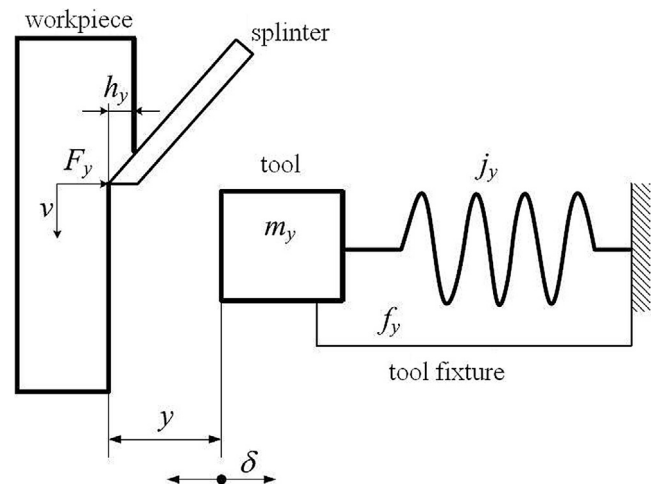 workpiece
splinter
h_y
F_y
v
tool
j_y
m_y
f_y
tool fixture
y
δ